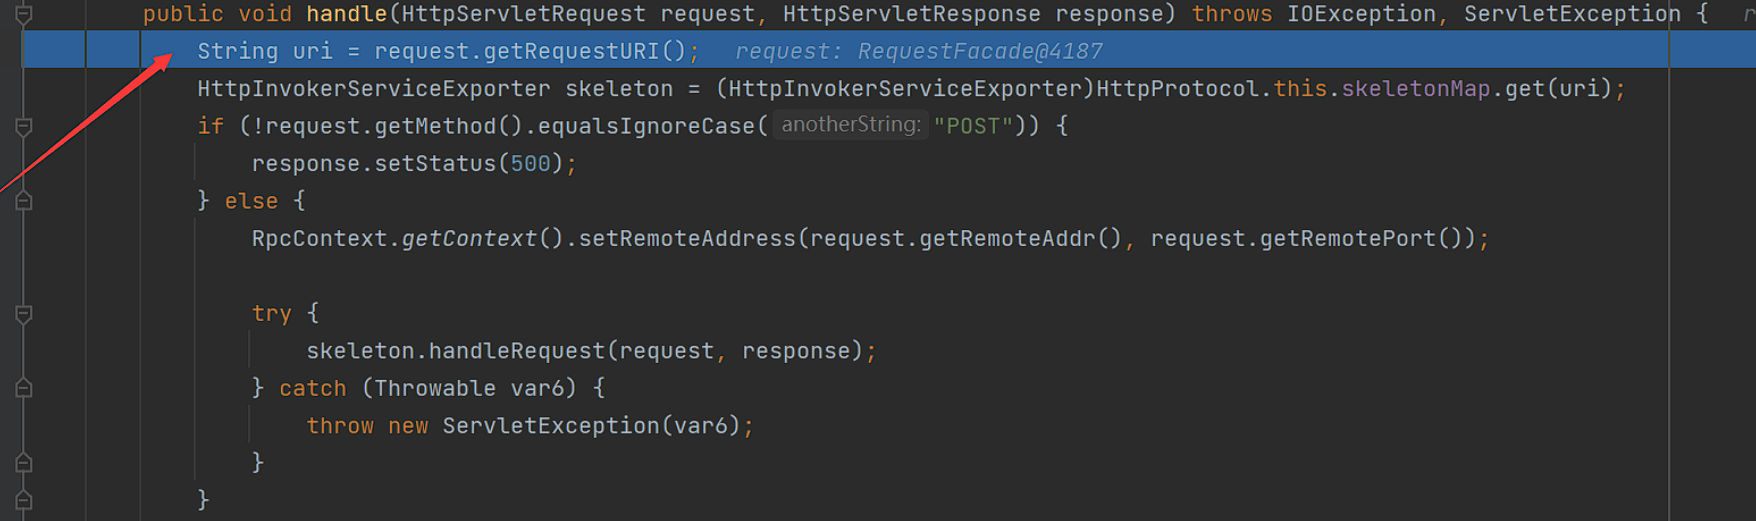 public void handle(HttpServletRequest request, HttpServletResponse response) throws IOException, ServletException {
String uri = request.getRequestURI(); request: RequestFacade@4187
HttpInvokerServiceExporter skeleton = (HttpInvokerServiceExporter)HttpProtocol.this.skeletonMap.get(uri);
if (!request.getMethod().equalsIgnoreCase( anotherString: "POST")) {
response.setStatus(500);
} else {
RpcContext.getContext().setRemoteAddress(request.getRemoteAddr(), request.getRemotePort());
try {
skeleton.handleRequest(request, response);
} catch (Throwable var6) {
throw new ServletException(var6);
}
}